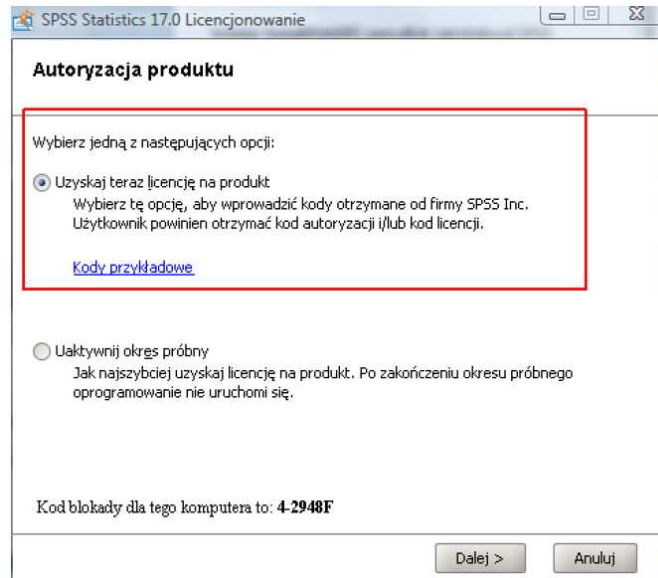 SPSS Statistics 17.0 Licencjonowanie
Autoryzacja produktu
Wybierz jedną z następujących opcji:
Uzyskaj teraz licencję na produkt
Wybierz tę opcję, aby wprowadzić kody otrzymane od firmy SPSS Inc.
Użytkownik powinien otrzymać kod autoryzacji i/lub kod licencji.
Kody przykładowe
Uaktywnij okres próbny
Jak najszybciej uzyskaj licencję na produkt. Po zakończeniu okresu próbnego
oprogramowanie nie uruchomi się.
Kod blokady dla tego komputera to: 4-2948F
Dalej >
Anuluj